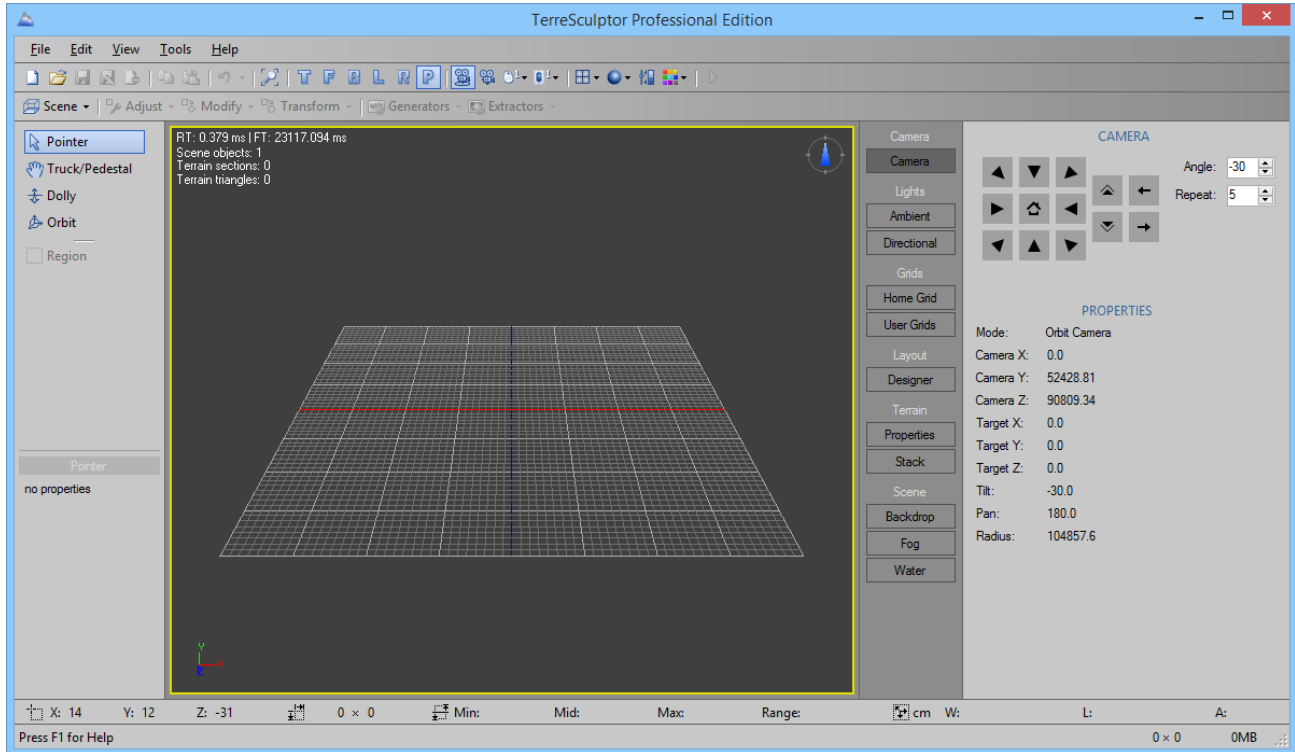 TerreSculptor Professional Edition
File Edit View Tools Help
T F B L R P 1 1
Scene Adjust Modify Transform Generators Extractors
Pointer
Truck/Pedestal
Dolly
Orbit
Region
Pointer
no properties
RT: 0.379 ms | FT: 23117.094 ms
Scene objects: 1
Terrain sections: 0
Terrain triangles: 0
Y
X
Z
Camera
Camera
Lights
Ambient
Directional
Grids
Home Grid
User Grids
Layout
Designer
Terrain
Properties
Stack
Scene
Backdrop
Fog
Water
CAMERA
Angle: -30
Repeat: 5
PROPERTIES
Mode: Orbit Camera
Camera X: 0.0
Camera Y: 52428.81
Camera Z: 90809.34
Target X: 0.0
Target Y: 0.0
Target Z: 0.0
Tilt: -30.0
Pan: 180.0
Radius: 104857.6
X: 14 Y: 12 Z: -31 0 × 0 Min: Mid: Max: Range: cm W: L: A:
Press F1 for Help 0 × 0 0MB